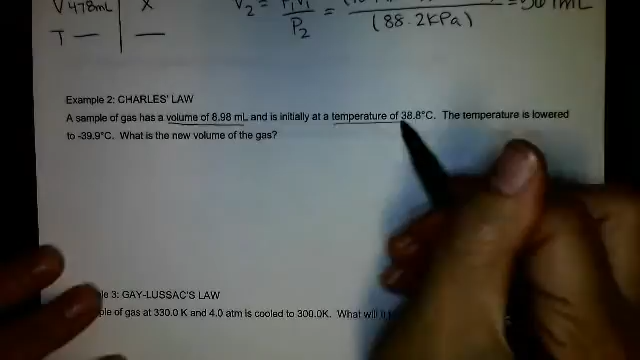 V 478mL X V₂ = P₁V₁ / P₂ =
T — — (88.2KPa)
Example 2: CHARLES' LAW
A sample of gas has a volume of 8.98 mL and is initially at a temperature of 38.8°C. The temperature is lowered
to -39.9°C. What is the new volume of the gas?
3: GAY-LUSSAC'S LAW
of gas at 330.0 K and 4.0 atm is cooled to 300.0K. What will